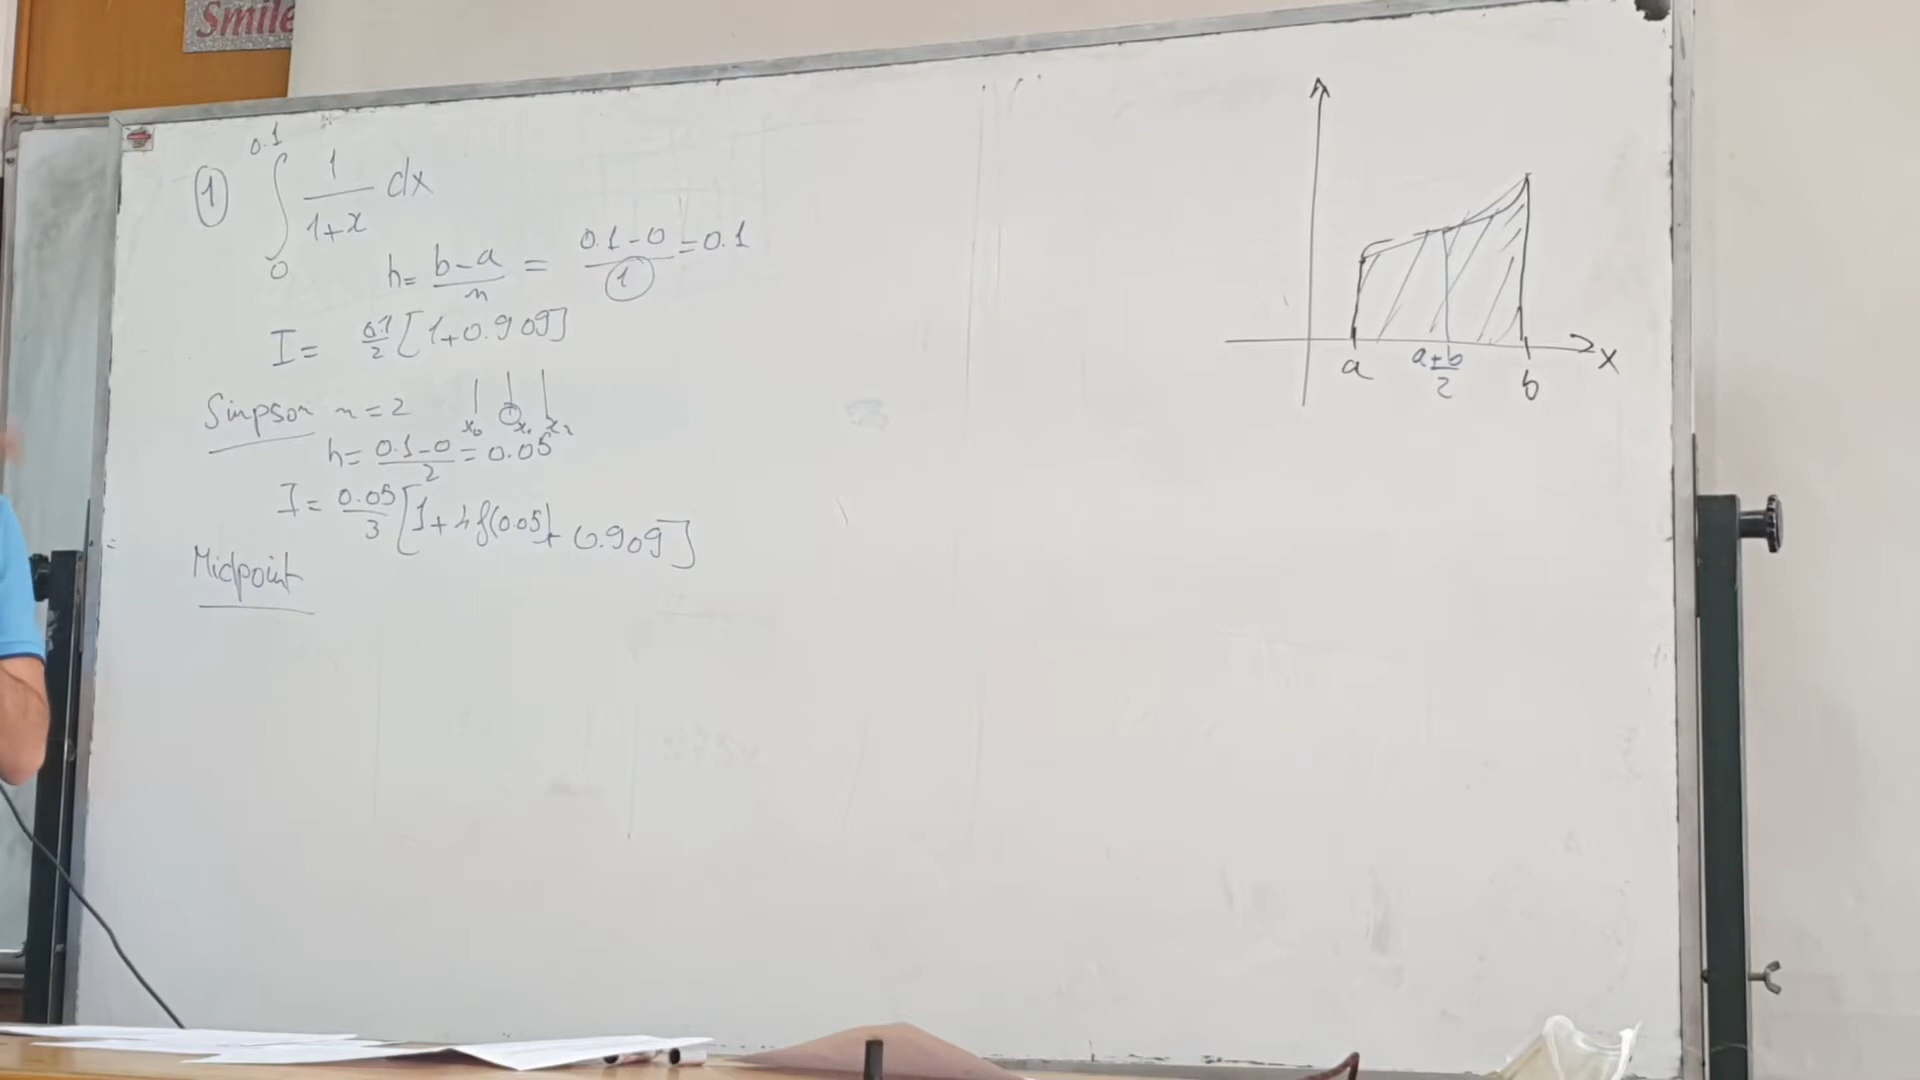 Smile
① ∫₀^0.1 1/(1+x) dx
h = (b-a)/n = (0.1-0)/1 = 0.1
I = 0.1/2 [1+0.909]
Simpson n=2
x₀ x₁ x₂
h = (0.1-0)/2 = 0.05
I = 0.05/3 [1+4f(0.05)+0.909]
Midpoint
a (a+b)/2 b x